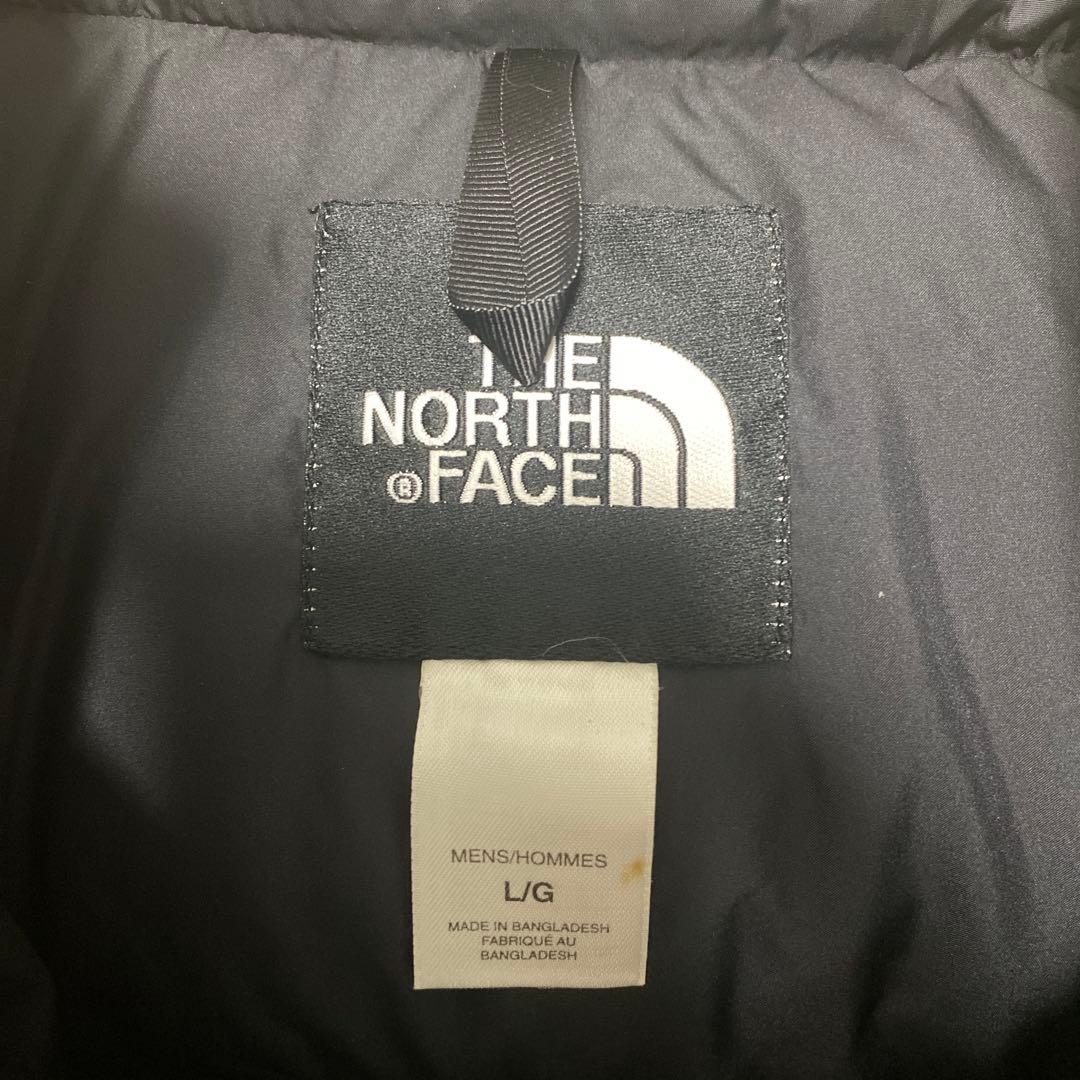 THE
NORTH
®FACE
MENS/HOMMES
L/G
MADE IN BANGLADESH
FABRIQUÉ AU
BANGLADESH